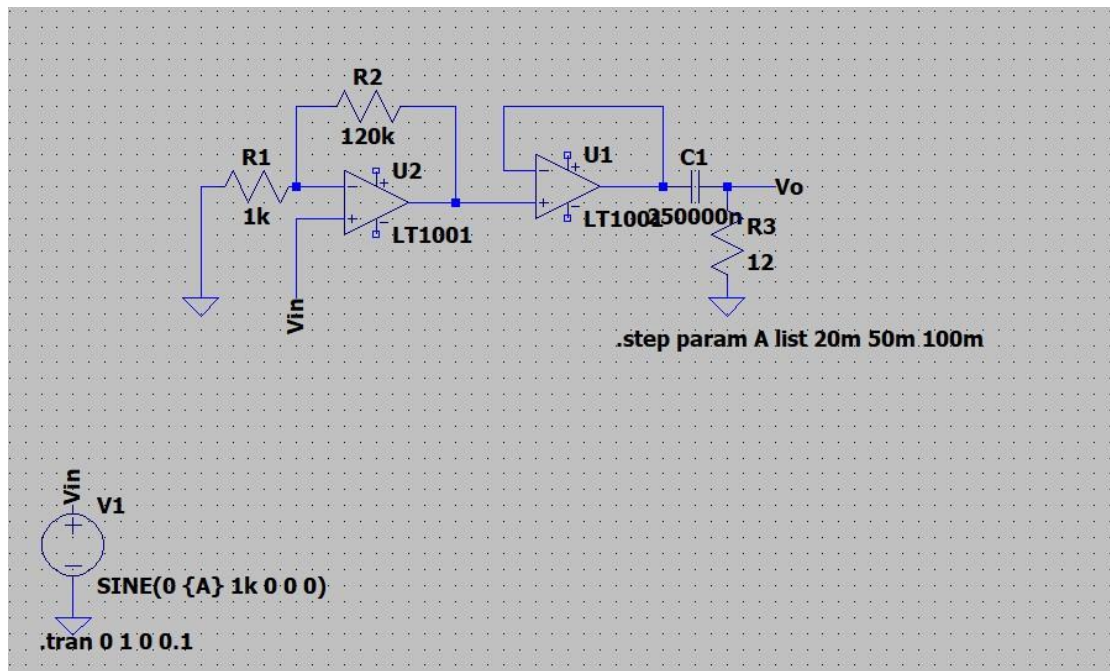 R2
120k
R1
1k
U2
LT1001
U1
C1
250000n
Vo
R3
12
Vin
.step param A list 20m 50m 100m
Vin
V1
SINE(0 {A} 1k 0 0 0)
.tran 0 1 0 0.1